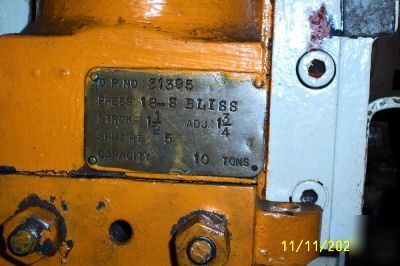 D.P. NO. 31395
PRESS: 18-S BLISS
STROKE 1 1/2 ADJ: 1 3/4
SHUT HT. 5
CAPACITY: 10 TONS
11/11/202